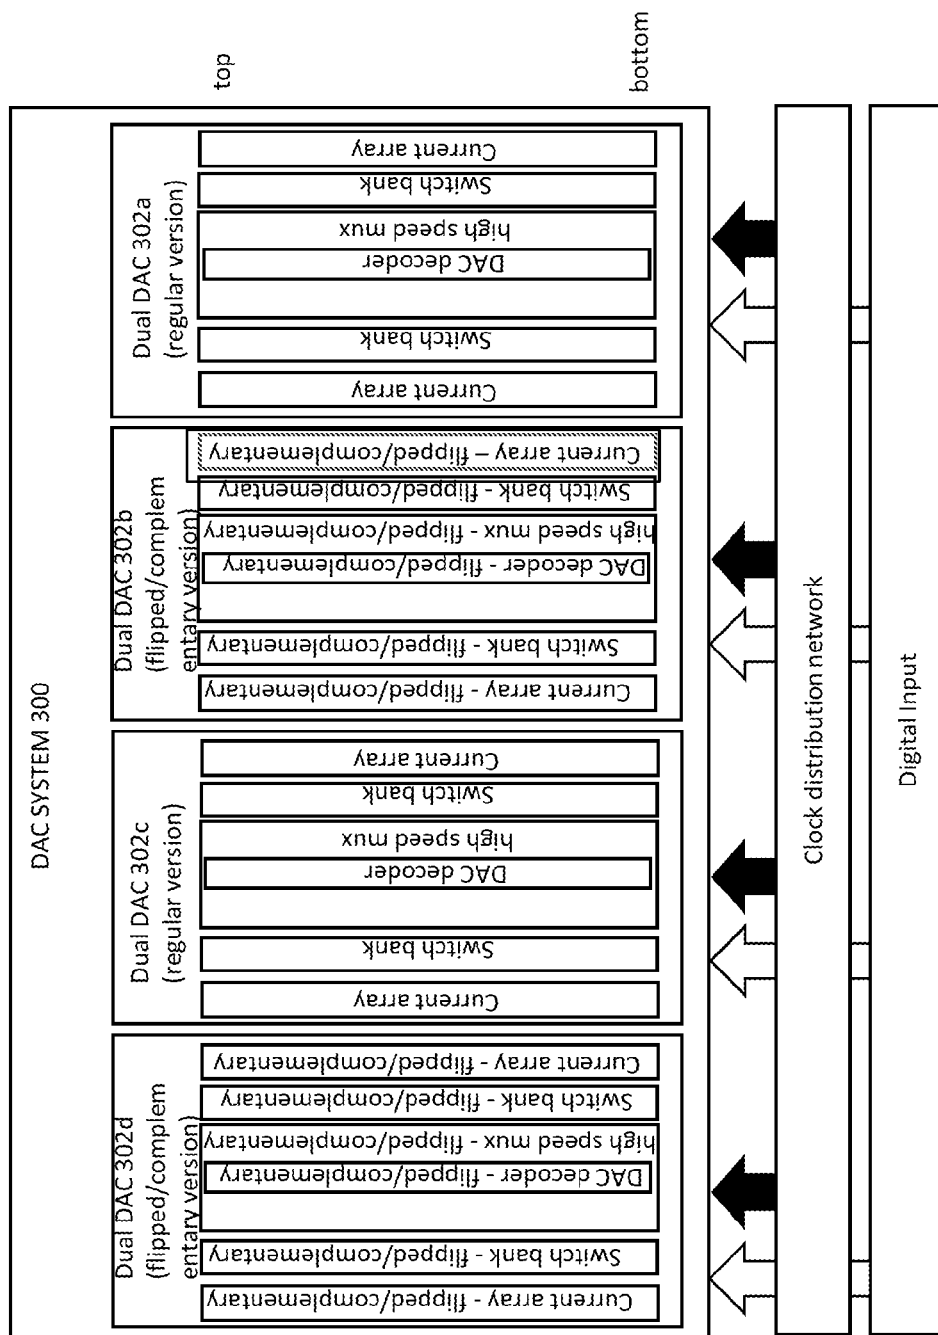 top
bottom
DAC SYSTEM 300
Dual DAC 302a
(regular version)
Current array
Switch bank
high speed mux
DAC decoder
Switch bank
Current array
Dual DAC 302b
(flipped/complem
entary version)
Current array – flipped/complementary
Switch bank - flipped/complementary
high speed mux - flipped/complementary
DAC decoder - flipped/complementary
Switch bank - flipped/complementary
Current array - flipped/complementary
Dual DAC 302c
(regular version)
Current array
Switch bank
high speed mux
DAC decoder
Switch bank
Current array
Dual DAC 302d
(flipped/complem
entary version)
Current array - flipped/complementary
Switch bank - flipped/complementary
high speed mux - flipped/complementary
DAC decoder - flipped/complementary
Switch bank - flipped/complementary
Current array - flipped/complementary
Clock distribution network
Digital Input